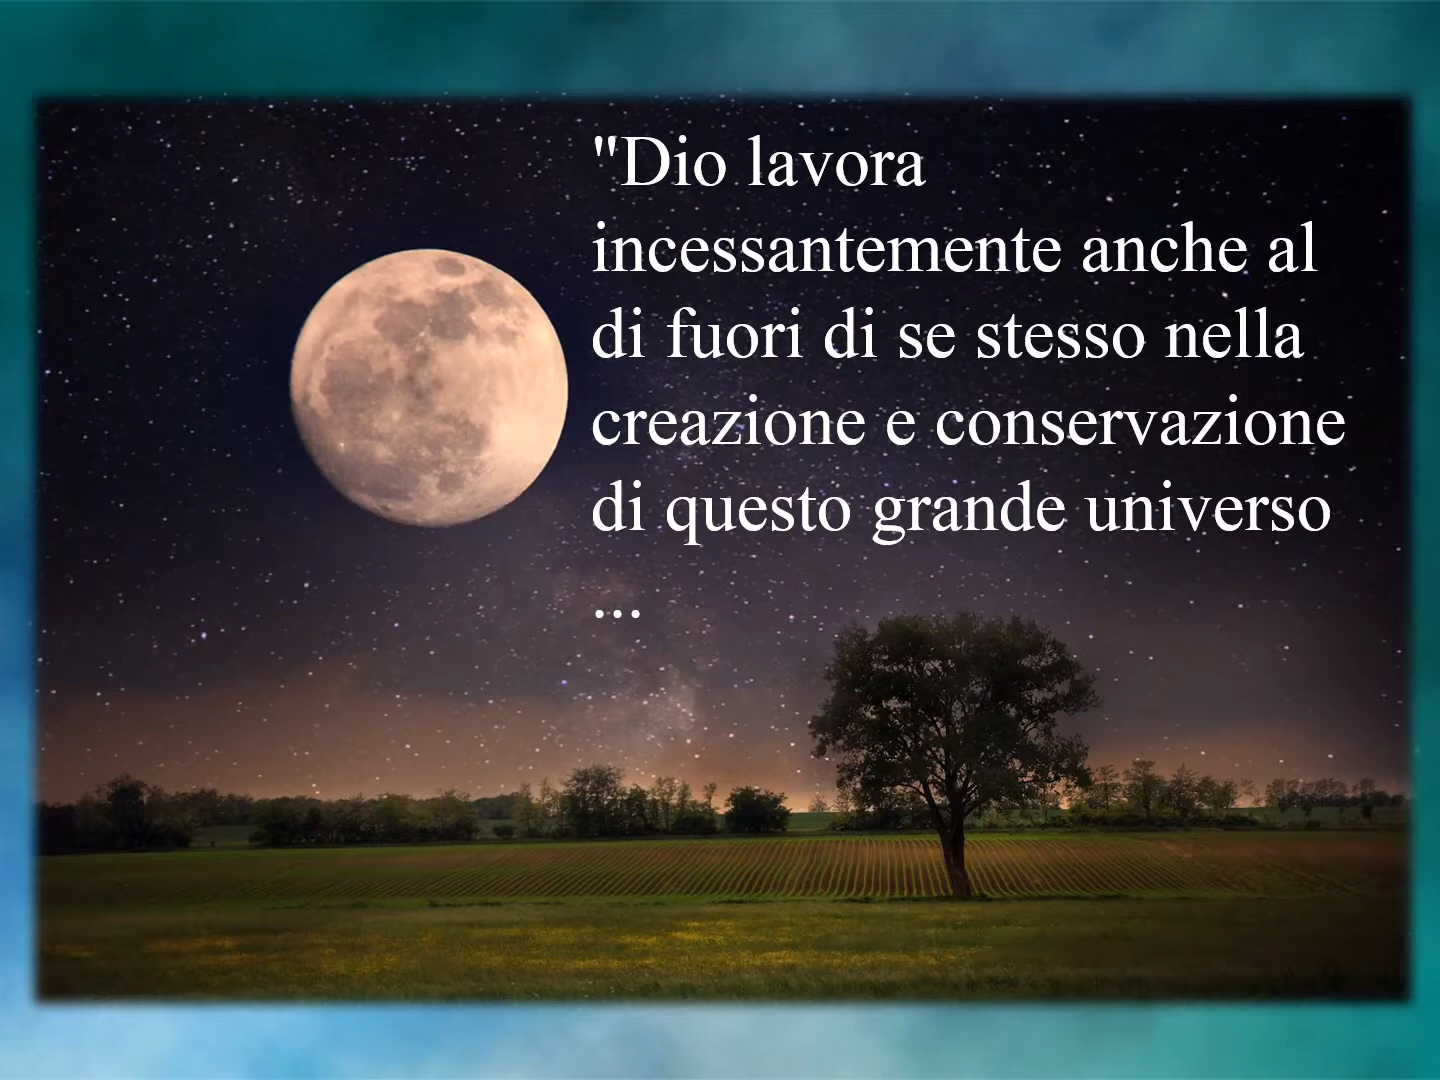 "Dio lavora
incessantemente anche al
di fuori di se stesso nella
creazione e conservazione
di questo grande universo
...